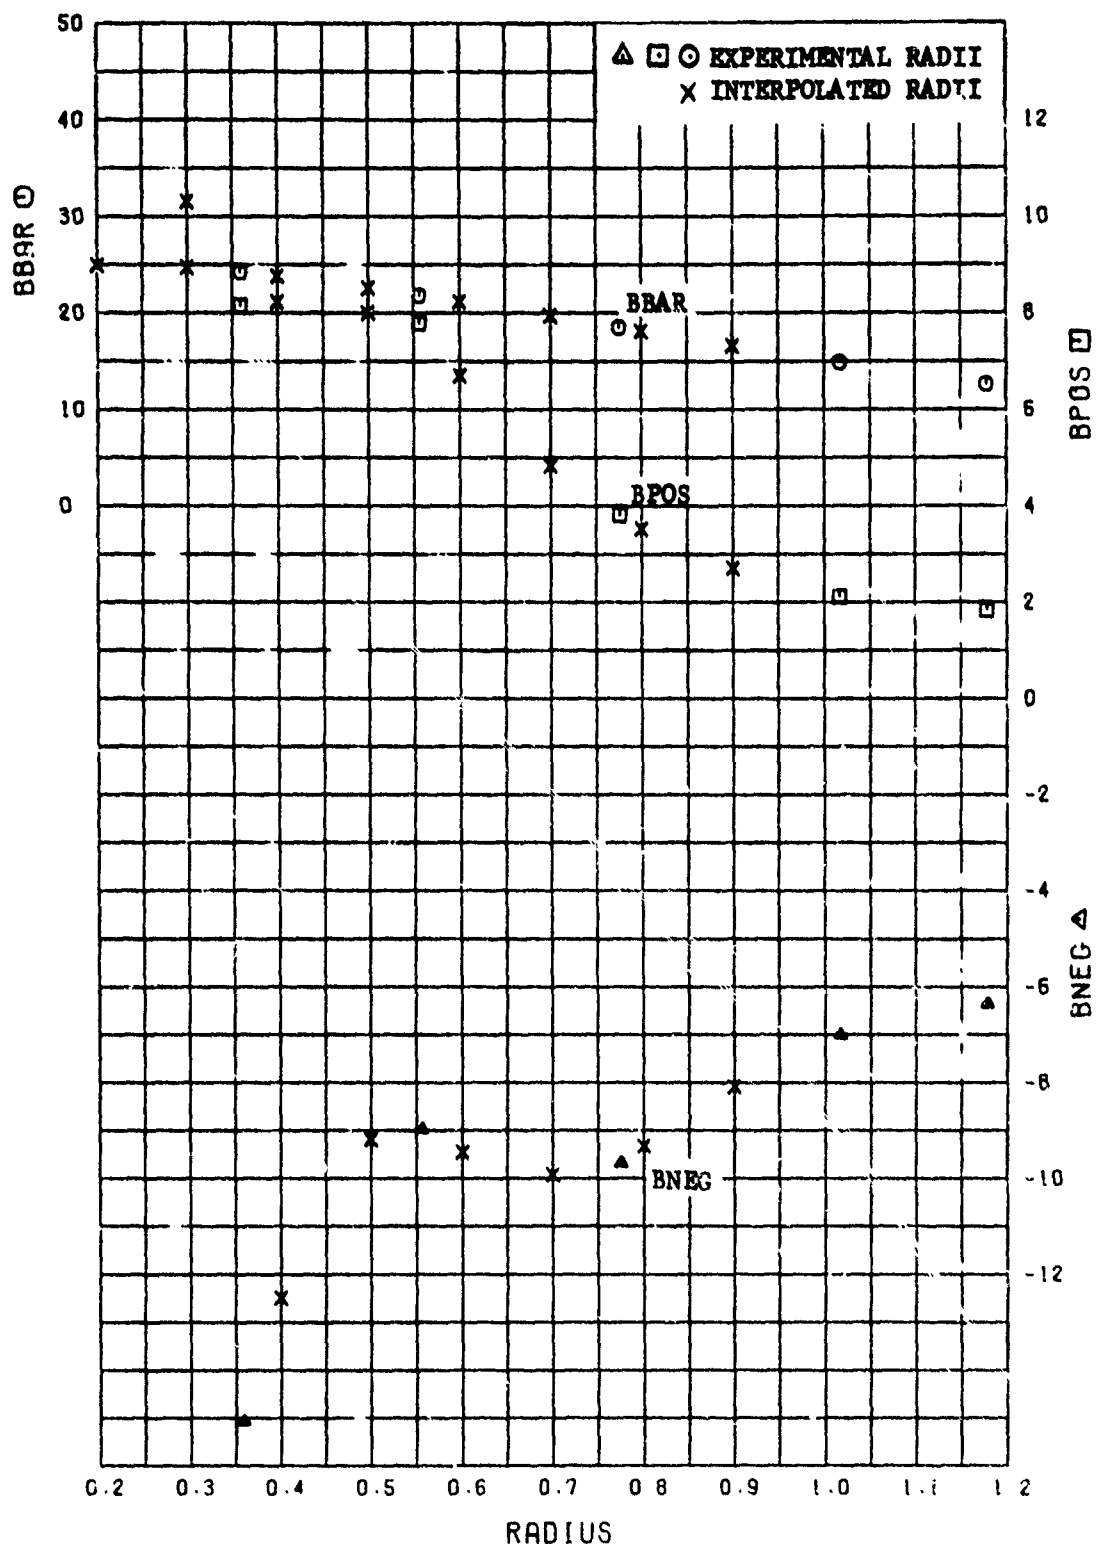 EXPERIMENTAL RADII
INTERPOLATED RADII
50
40
30
20
10
0
BBAR
12
10
8
6
4
2
0
-2
-4
-6
-8
-10
-12
BPOS
BNEG
BBAR
BPOS
BNEG
0.2 0.3 0.4 0.5 0.6 0.7 0.8 0.9 1.0 1.1 1.2
RADIUS